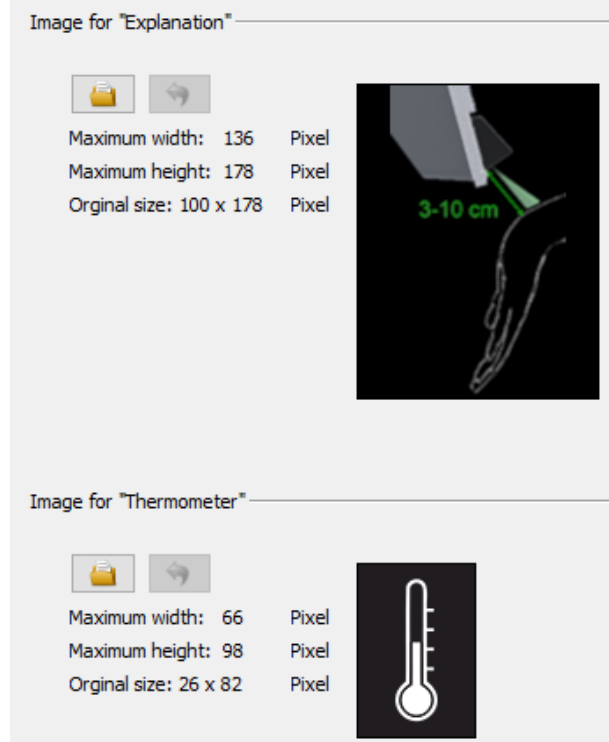 Image for "Explanation"
Maximum width: 136 Pixel
Maximum height: 178 Pixel
Orginal size: 100 x 178 Pixel
3-10 cm
Image for "Thermometer"
Maximum width: 66 Pixel
Maximum height: 98 Pixel
Orginal size: 26 x 82 Pixel